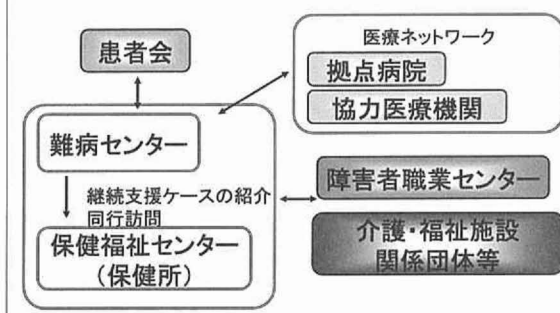 患者会
医療ネットワーク
拠点病院
協力医療機関
難病センター
継続支援ケースの紹介
同行訪問
保健福祉センター
(保健所)
障害者職業センター
介護・福祉施設
関係団体等